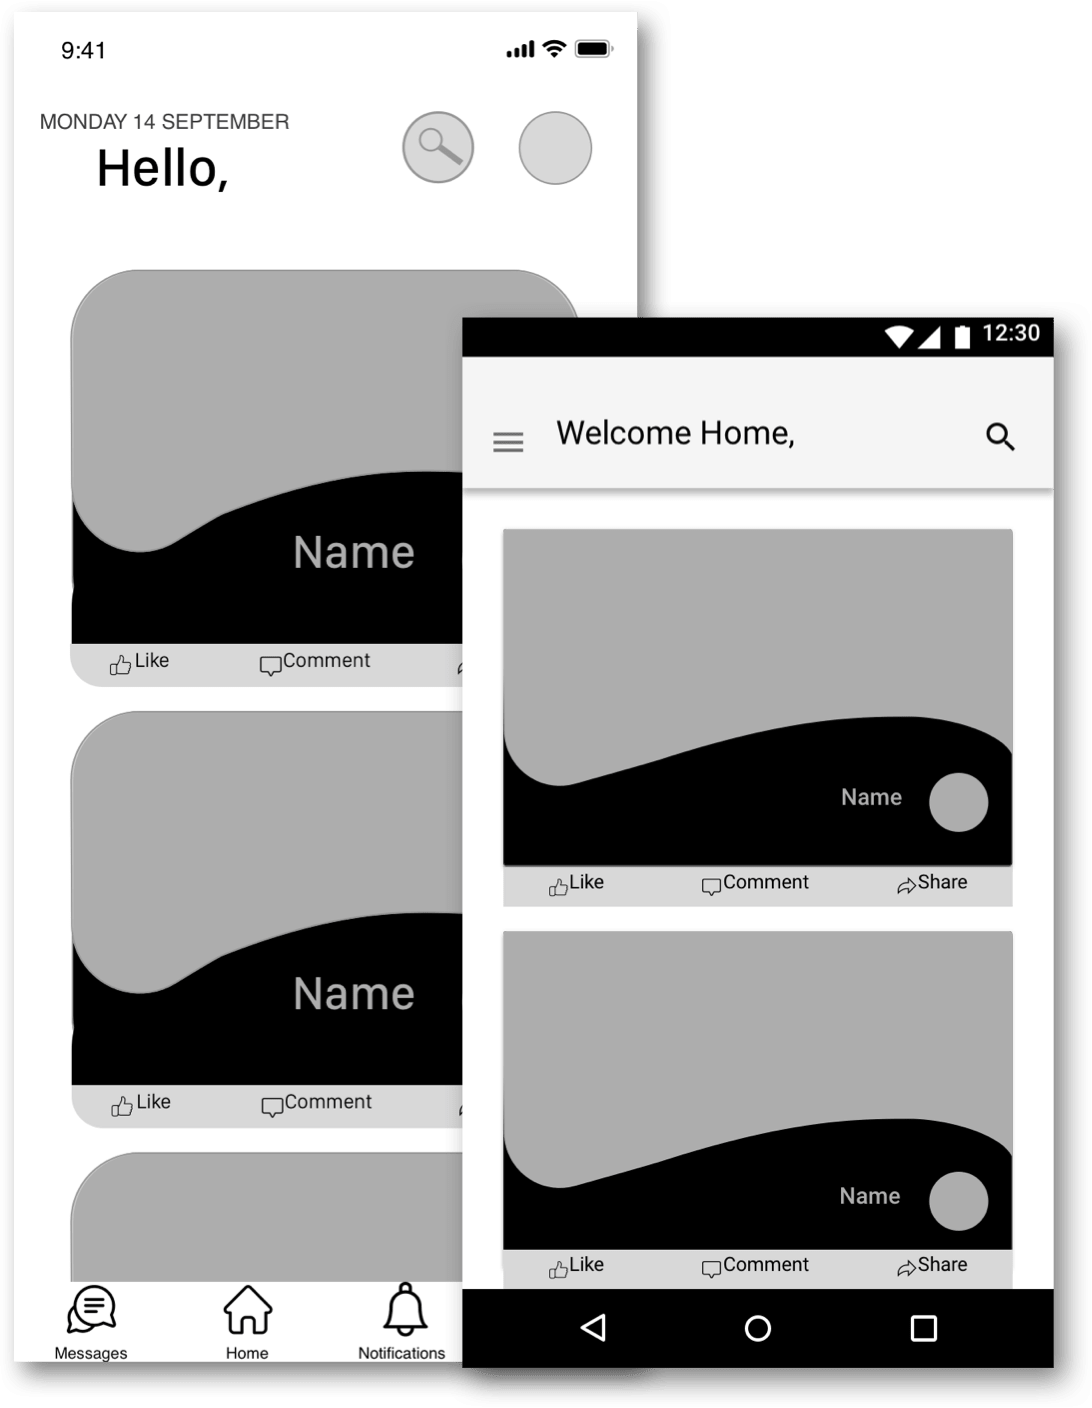 9:41
MONDAY 14 SEPTEMBER
Hello,
Name
Like Comment
Name
Like Comment
Messages Home Notifications
12:30
Welcome Home,
Name
Like Comment Share
Name
Like Comment Share